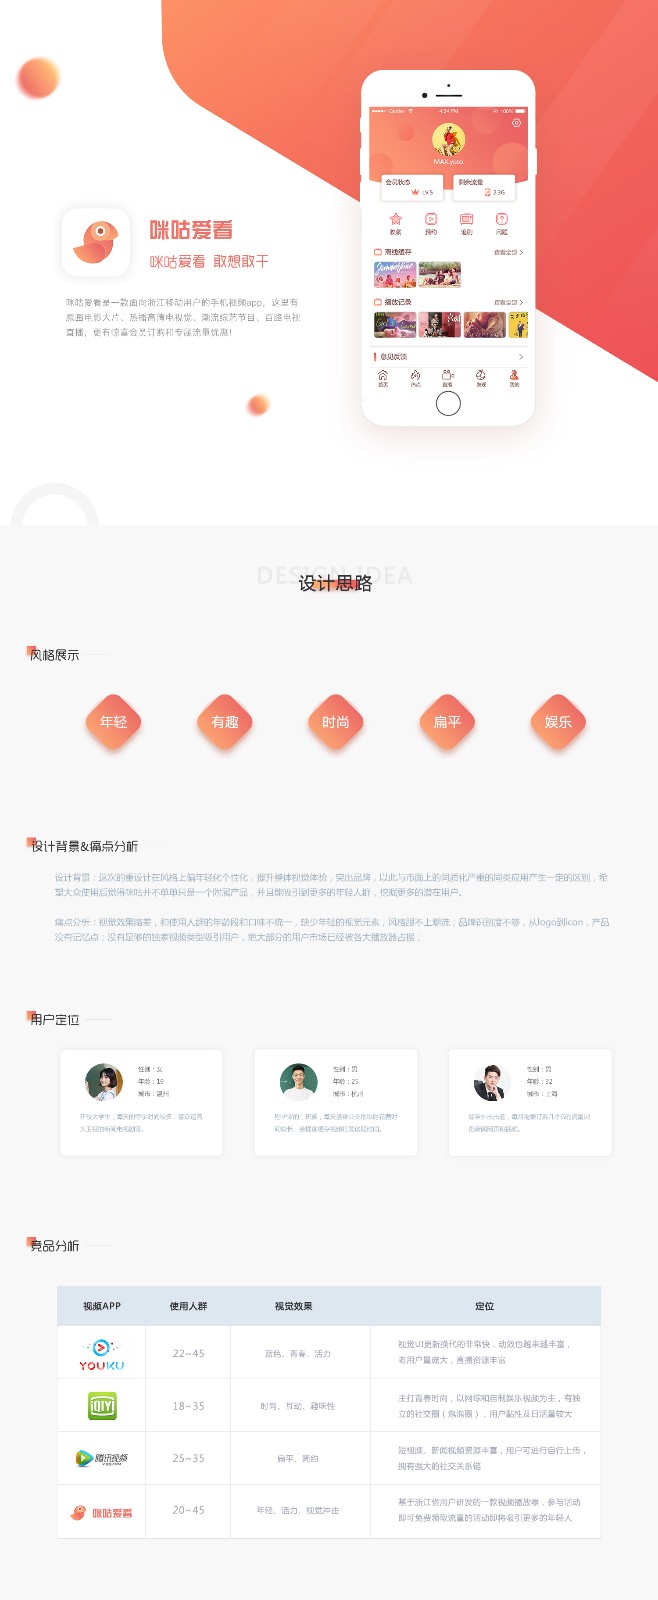 Carrier
4:34 PM
100%
MAX.yuto
会员状态
剩余流量
LV.5
2.3G
收藏
预约
追剧
问题
离线缓存
查看全部
播放记录
查看全部
意见反馈
首页
热点
直播
发现
我的
咪咕爱看
咪咕爱看 敢想敢干
咪咕爱看是一款面向浙江移动用户的手机视频app，这里有
原画电影大片、热播高清电视觉、潮流综艺节目、百路电视
直播，更有惊喜会员订购和专属流量优惠！
DESIGN IDEA
设计思路
风格展示
年轻
有趣
时尚
扁平
娱乐
设计背景&痛点分析
设计背景：这次的重设计在风格上偏年轻化个性化，提升整体视觉体验，突出品牌，以此与市面上的同质化严重的同类应用产生一定的区别，希
望大众使用后觉得咪咕并不单单只是一个附属产品，并且能吸引到更多的年轻人群，挖掘更多的潜在用户。
痛点分析：视觉效果略差，和使用人群的年龄段和口味不统一，缺少年轻的视觉元素，风格跟不上潮流；品牌识别度不够，从logo到icon，产品
没有记忆点；没有足够的独家视频类型吸引用户，绝大部分的用户市场已经被各大播放器占据；
用户定位
性别：女
年龄：19
城市：温州
性别：男
年龄：25
城市：杭州
性别：男
年龄：32
城市：上海
竞品分析
视频APP
使用人群
视觉效果
定位
YOUKU
22~45
蓝色、青春、活力
视觉UI更新换代的非常快，动效也越来越丰富，
老用户量庞大，直播资源丰富
iQIYI
18~35
时尚、互动、趣味性
主打青春时尚，以网综和自制娱乐视频为主，有独
立的社交圈（泡泡圈），用户黏性及日活量较大
腾讯视频
25~35
扁平、简约
短视频、新闻视频资源丰富，用户可进行自行上传，
拥有强大的社交关系链
咪咕爱看
20~45
年轻、活力、视觉冲击
基于浙江省用户研发的一款视频播放器，参与活动
即可免费领取流量的活动即将吸引更多的年轻人